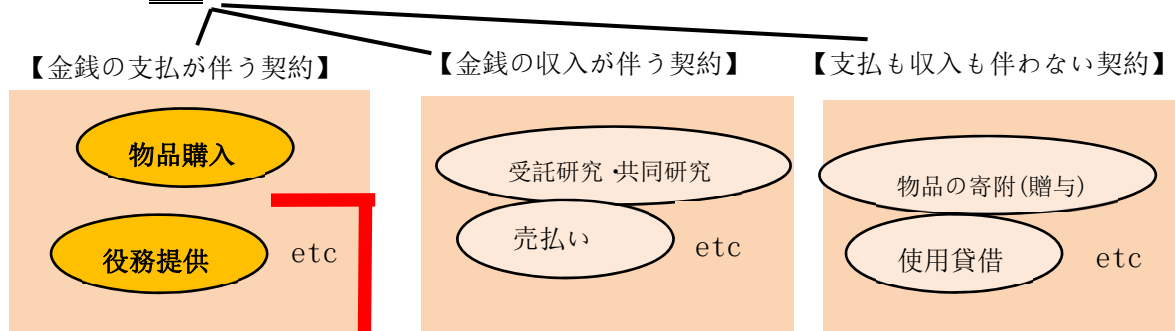 【金銭の支払が伴う契約】
【金銭の収入が伴う契約】
【支払も収入も伴わない契約】
物品購入
役務提供
etc
受託研究・共同研究
売払い
etc
物品の寄附(贈与)
使用貸借
etc